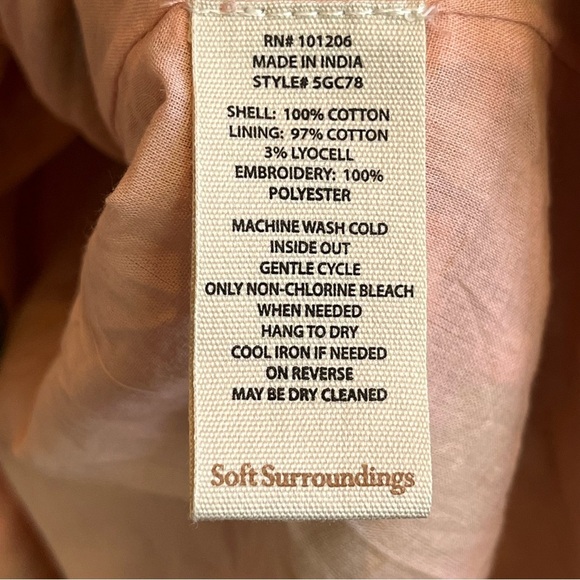 RN# 101206
MADE IN INDIA
STYLE# 5GC78
SHELL: 100% COTTON
LINING: 97% COTTON
3% LYOCELL
EMBROIDERY: 100%
POLYESTER
MACHINE WASH COLD
INSIDE OUT
GENTLE CYCLE
ONLY NON-CHLORINE BLEACH
WHEN NEEDED
HANG TO DRY
COOL IRON IF NEEDED
ON REVERSE
MAY BE DRY CLEANED
Soft Surroundings